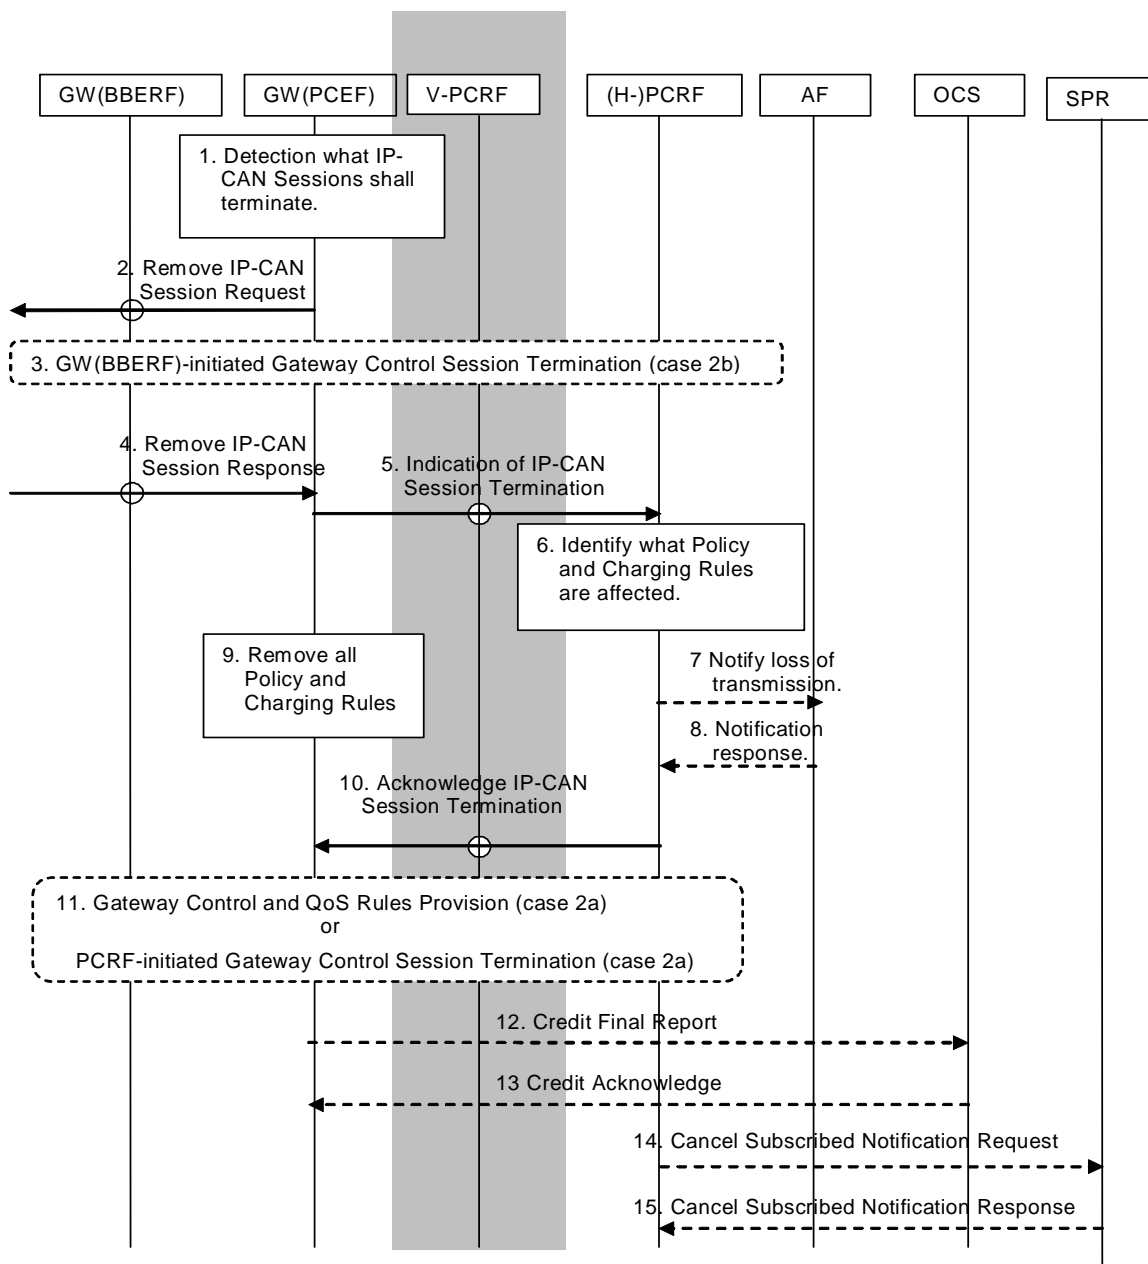 GW(BBERF)
GW(PCEF)
V-PCRF
(H-)PCRF
AF
OCS
SPR
1. Detection what IP-
CAN Sessions shall
terminate.
2. Remove IP-CAN
Session Request
3. GW(BBERF)-initiated Gateway Control Session Termination (case 2b)
4. Remove IP-CAN
Session Response
5. Indication of IP-CAN
Session Termination
6. Identify what Policy
and Charging Rules
are affected.
9. Remove all
Policy and
Charging Rules
7 Notify loss of
transmission.
8. Notification
response.
10. Acknowledge IP-CAN
Session Termination
11. Gateway Control and QoS Rules Provision (case 2a)
or
PCRF-initiated Gateway Control Session Termination (case 2a)
12. Credit Final Report
13 Credit Acknowledge
14. Cancel Subscribed Notification Request
15. Cancel Subscribed Notification Response